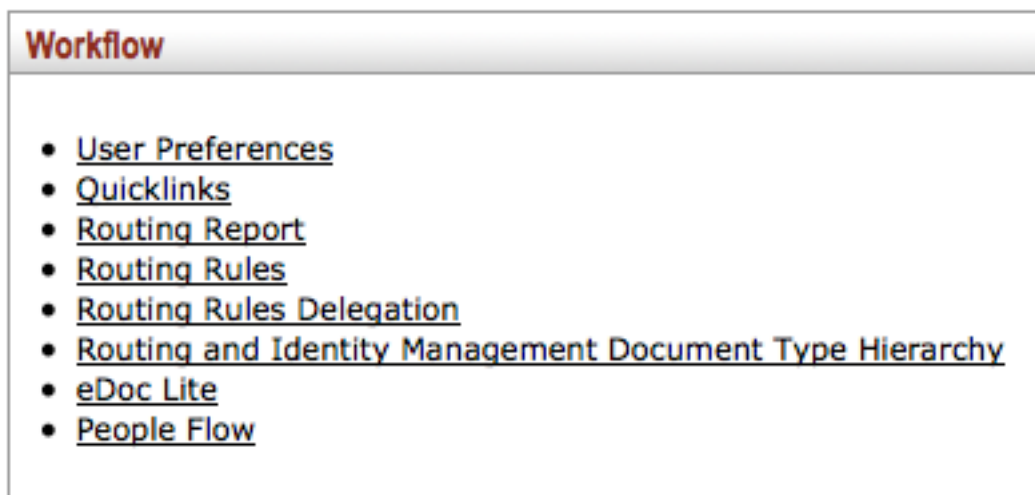 Workflow
User Preferences
Quicklinks
Routing Report
Routing Rules
Routing Rules Delegation
Routing and Identity Management Document Type Hierarchy
eDoc Lite
People Flow